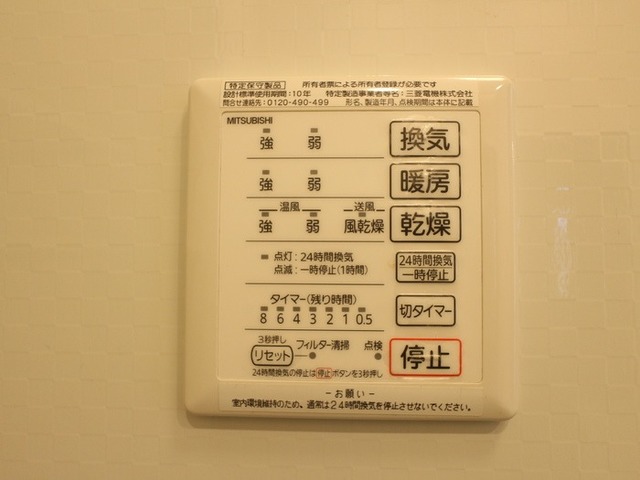 特定保守製品 所有者票による所有者登録が必要です
設計標準使用期間:10年 特定製造事業者等名:三菱電機株式会社
問合せ連絡先:0120-490-499 形名、製造年月、点検期間は本体に記載
MITSUBISHI
強 弱 換気
強 弱 暖房
温風 送風
強 弱 風乾燥 乾燥
点灯:24時間換気 24時間換気
点滅:一時停止(1時間) 一時停止
タイマー(残り時間) 切タイマー
8 6 4 3 2 1 0.5
3秒押し
リセット フィルター清掃 点検 停止
24時間換気の停止は停止ボタンを3秒押し
-お願い-
室内環境維持のため、通常は24時間換気を停止させないでください。